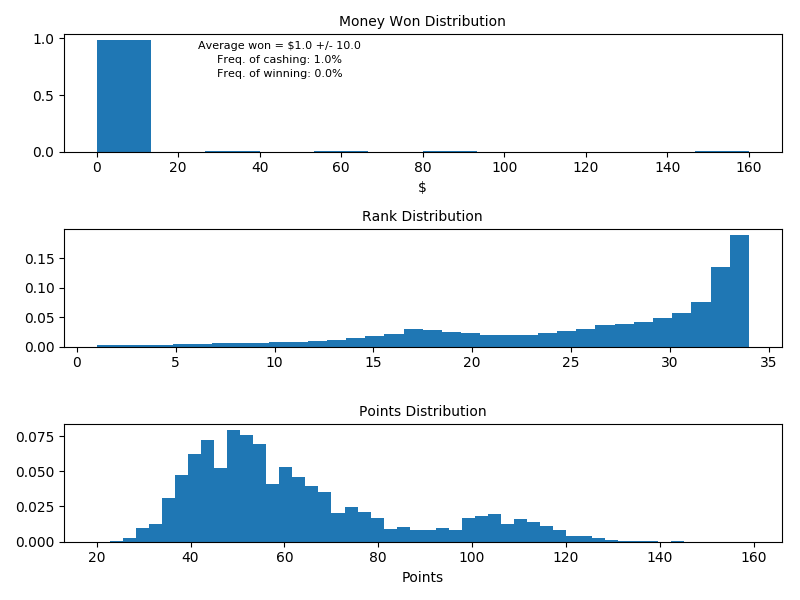 Money Won Distribution
1.0
0.5
0.0
Average won = $1.0 +/- 10.0
Freq. of cashing: 1.0%
Freq. of winning: 0.0%
0 20 40 60 80 100 120 140 160
$
Rank Distribution
0.15
0.10
0.05
0.00
0 5 10 15 20 25 30 35
Points Distribution
0.075
0.050
0.025
0.000
20 40 60 80 100 120 140 160
Points